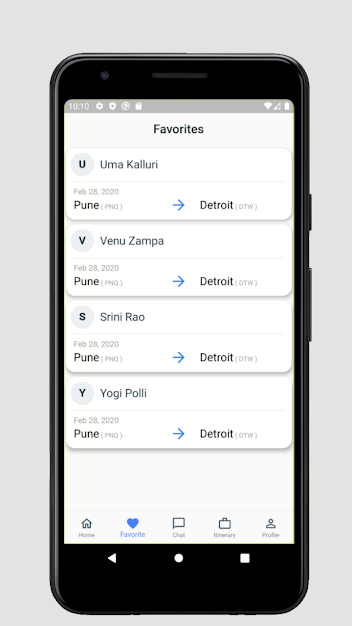 10:10
Favorites
U Uma Kalluri
Feb 28, 2020
Pune ( PNQ ) Detroit ( DTW )
V Venu Zampa
Feb 28, 2020
Pune ( PNQ ) Detroit ( DTW )
S Srini Rao
Feb 28, 2020
Pune ( PNQ ) Detroit ( DTW )
Y Yogi Polli
Feb 28, 2020
Pune ( PNQ ) Detroit ( DTW )
Home Favorite Chat Itinerary Profile